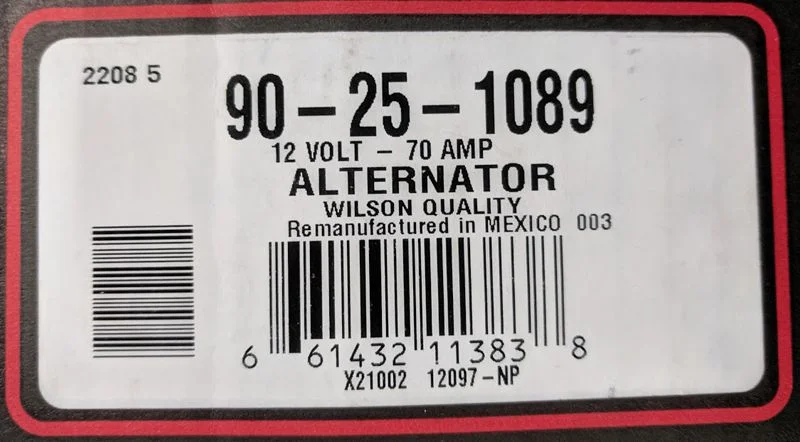 2208 5
90-25-1089
12 VOLT - 70 AMP
ALTERNATOR
WILSON QUALITY
Remanufactured in MEXICO 003
6 61432 11383 8
X21002 12097-NP